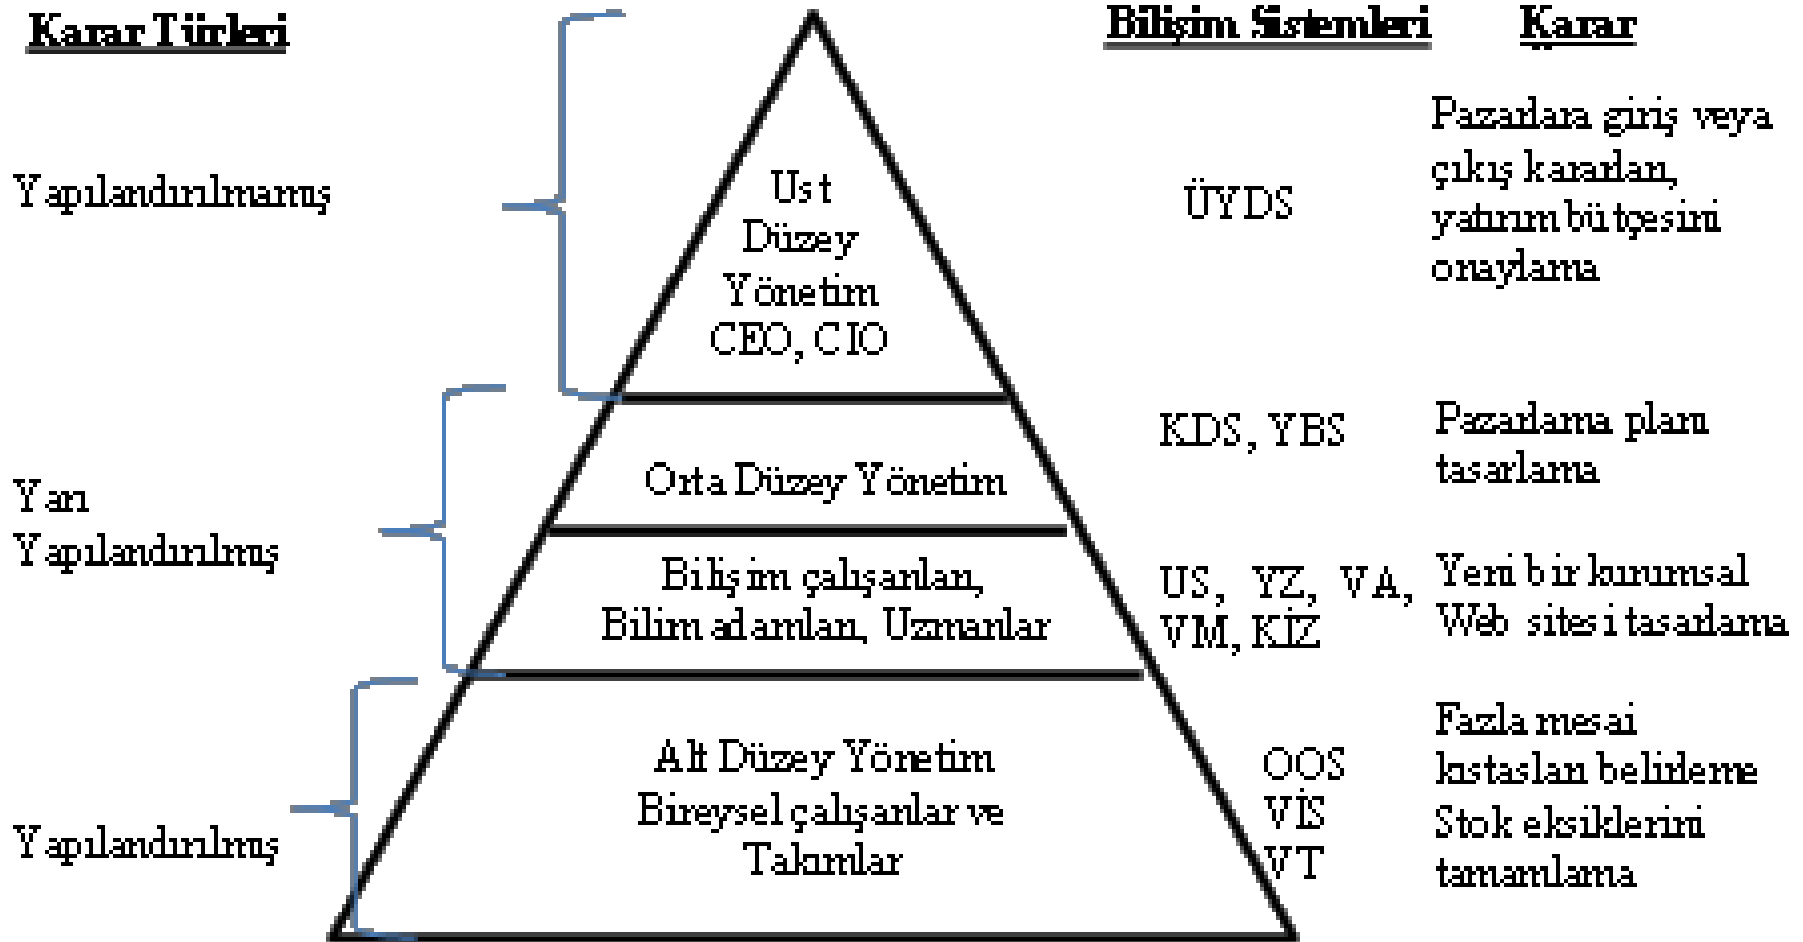 Karar Türleri
Bilişim Sistemleri
Karar
Yapılandırılmamış
Ust
Düzey
Yönetim
CEO, CIO
ÜYDS
Pazarlara giriş veya
çıkış kararları,
yatırım bütçesini
onaylama
Yarı
Yapılandırılmış
Orta Düzey Yönetim
KDS, YBS
Pazarlama planı
tasarlama
Bilişim çalışanları,
Bilim adamları, Uzmanlar
US, YZ, VA,
VM, KİZ
Yeni bir kurumsal
Web sitesi tasarlama
Yapılandırılmış
Alt Düzey Yönetim
Bireysel çalışanlar ve
Takımlar
OOS
VİS
VT
Fazla mesai
kıstasları belirleme
Stok eksiklerini
tamamlama